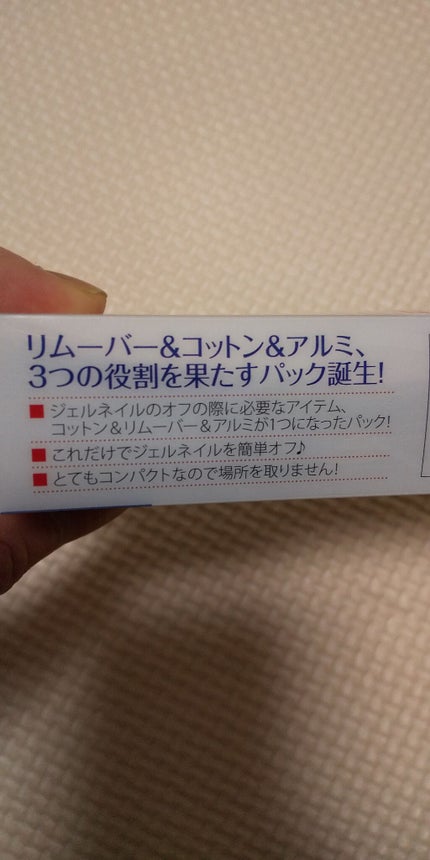 リムーバー&コットン&アルミ、
3つの役割を果たすパック誕生!
■ジェルネイルのオフの際に必要なアイテム、
コットン&リムーバー&アルミが1つになったパック!
■これだけでジェルネイルを簡単オフ♪
■とてもコンパクトなので場所を取りません!